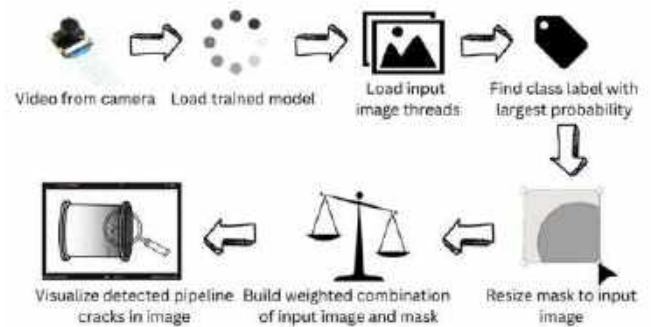 Video from camera
Load trained model
Load input
image threads
Find class label with
largest probability
Visualize detected pipeline
cracks in image
Build weighted combination
of input image and mask
Resize mask to input
image